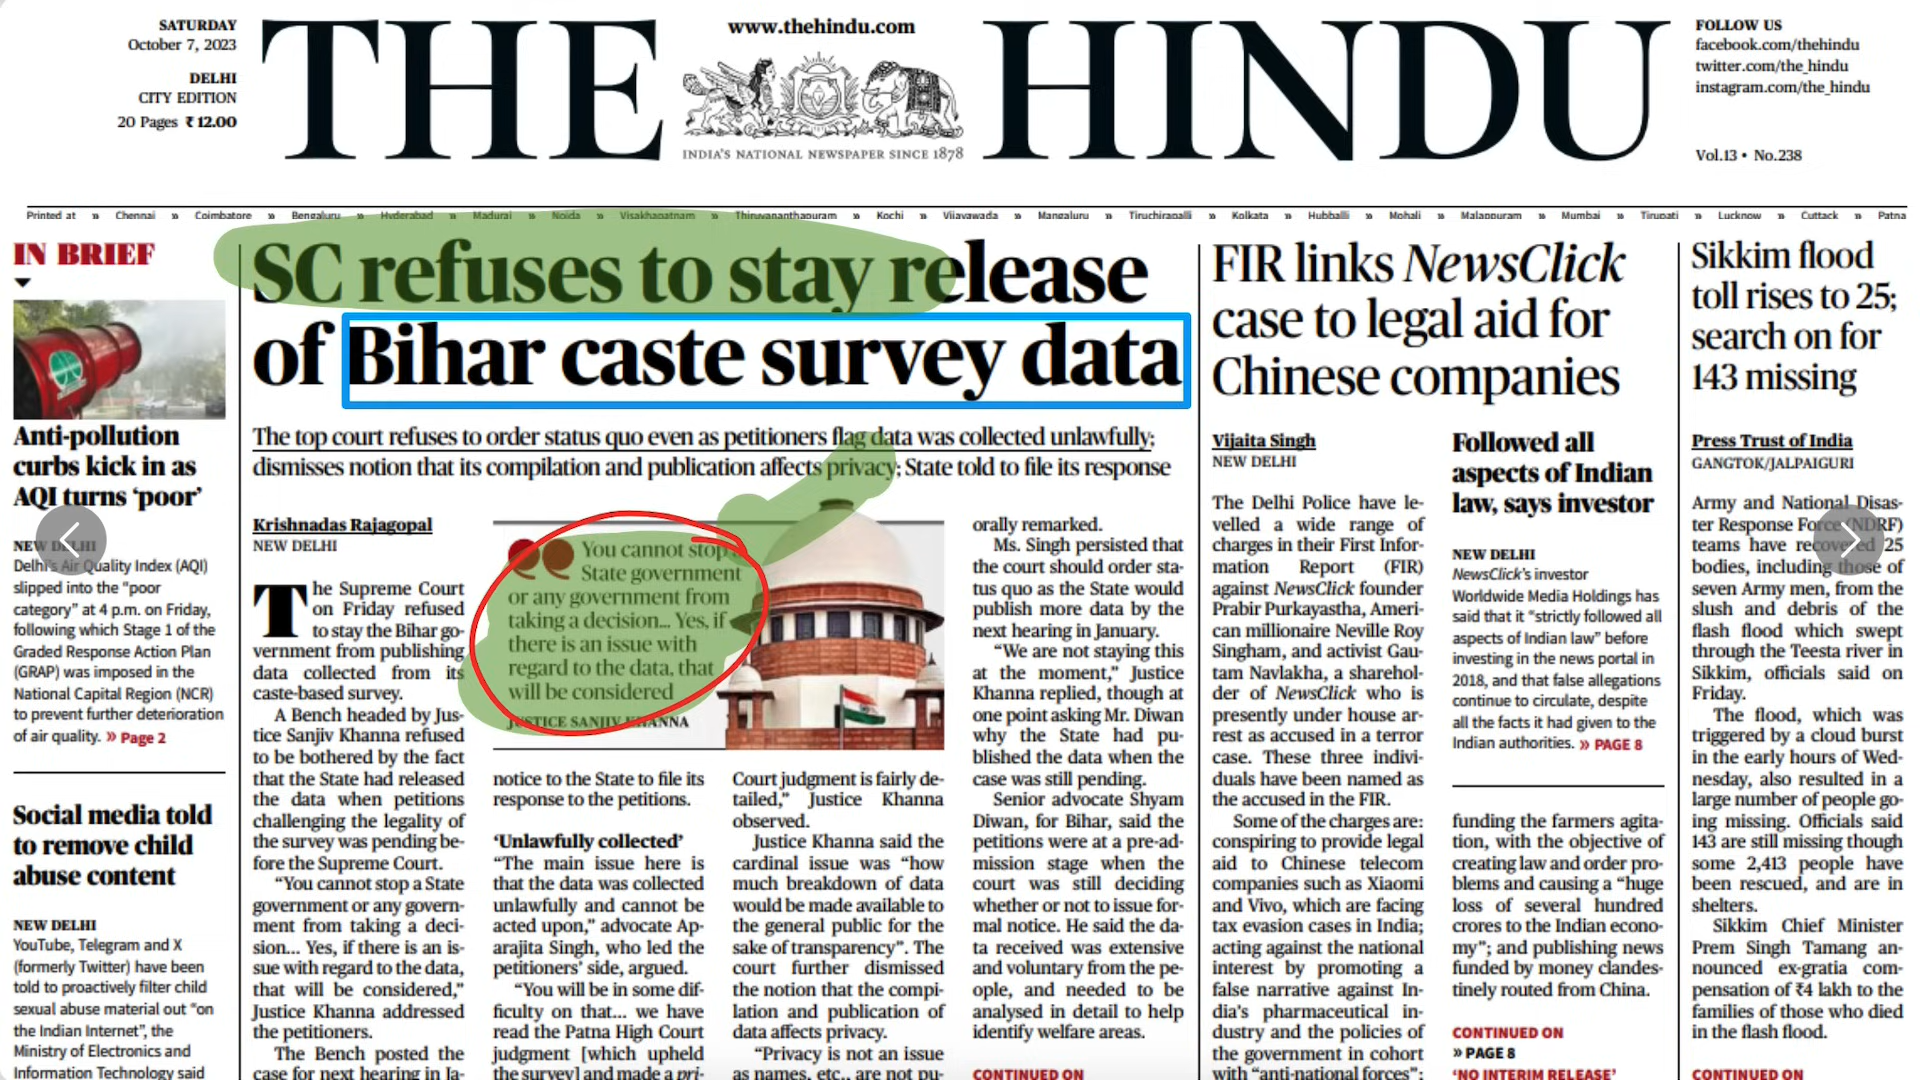 SATURDAY
October 7, 2023
DELHI
CITY EDITION
20 Pages ₹ 12.00
THE HINDU
www.thehindu.com
INDIA'S NATIONAL NEWSPAPER SINCE 1878
FOLLOW US
facebook.com/thehindu
twitter.com/the_hindu
instagram.com/the_hindu
Vol.13 • No.238
Printed at » Chennai » Coimbatore » Bengaluru » Hyderabad » Madurai » Noida » Visakhapatnam » Thiruvananthapuram » Kochi » Vijayawada » Mangaluru » Tiruchirapalli » Kolkata » Hubballi » Mohali » Malappuram » Mumbai » Tirupati » Lucknow » Cuttack » Patna
IN BRIEF
Anti-pollution
curbs kick in as
AQI turns ‘poor’
NEW DELHI
Delhi’s Air Quality Index (AQI)
slipped into the “poor
category” at 4 p.m. on Friday,
following which Stage 1 of the
Graded Response Action Plan
(GRAP) was imposed in the
National Capital Region (NCR)
to prevent further deterioration
of air quality. » Page 2
Social media told
to remove child
abuse content
NEW DELHI
YouTube, Telegram and X
(formerly Twitter) have been
told to proactively filter child
sexual abuse material out “on
the Indian Internet”, the
Ministry of Electronics and
Information Technology said
SC refuses to stay release
of Bihar caste survey data
The top court refuses to order status quo even as petitioners flag data was collected unlawfully;
dismisses notion that its compilation and publication affects privacy; State told to file its response
Krishnadas Rajagopal
NEW DELHI
The Supreme Court
on Friday refused
to stay the Bihar go-
vernment from publishing
data collected from its
caste-based survey.
A Bench headed by Jus-
tice Sanjiv Khanna refused
to be bothered by the fact
that the State had released
the data when petitions
challenging the legality of
the survey was pending be-
fore the Supreme Court.
“You cannot stop a State
government or any govern-
ment from taking a deci-
sion... Yes, if there is an is-
sue with regard to the data,
that will be considered,”
Justice Khanna addressed
the petitioners.
The Bench posted the
case for next hearing in Ja-
You cannot stop a
State government
or any government from
taking a decision... Yes, if
there is an issue with
regard to the data, that
will be considered
JUSTICE SANJIV KHANNA
notice to the State to file its
response to the petitions.
‘Unlawfully collected’
“The main issue here is
that the data was collected
unlawfully and cannot be
acted upon,” advocate Ap-
arajita Singh, who led the
petitioners’ side, argued.
“You will be in some dif-
ficulty on that... we have
read the Patna High Court
judgment [which upheld
the survey] and made a pri-
Court judgment is fairly de-
tailed,” Justice Khanna
observed.
Justice Khanna said the
cardinal issue was “how
much breakdown of data
would be made available to
the general public for the
sake of transparency”. The
court further dismissed
the notion that the compi-
lation and publication of
data affects privacy.
“Privacy is not an issue
as names, etc., are not pu-
orally remarked.
Ms. Singh persisted that
the court should order sta-
tus quo as the State would
publish more data by the
next hearing in January.
“We are not staying this
at the moment,” Justice
Khanna replied, though at
one point asking Mr. Diwan
why the State had pu-
blished the data when the
case was still pending.
Senior advocate Shyam
Diwan, for Bihar, said the
petitions were at a pre-ad-
mission stage when the
court was still deciding
whether or not to issue for-
mal notice. He said the da-
ta received was extensive
and voluntary from the pe-
ople, and needed to be
analysed in detail to help
identify welfare areas.
CONTINUED ON
FIR links NewsClick
case to legal aid for
Chinese companies
Vijaita Singh
NEW DELHI
The Delhi Police have le-
velled a wide range of
charges in their First Infor-
mation Report (FIR)
against NewsClick founder
Prabir Purkayastha, Ameri-
can millionaire Neville Roy
Singham, and activist Gau-
tam Navlakha, a sharehol-
der of NewsClick who is
presently under house ar-
rest as accused in a terror
case. These three indivi-
duals have been named as
the accused in the FIR.
Some of the charges are:
conspiring to provide legal
aid to Chinese telecom
companies such as Xiaomi
and Vivo, which are facing
tax evasion cases in India;
acting against the national
interest by promoting a
false narrative against In-
dia’s pharmaceutical in-
dustry and the policies of
the government in cohort
with “anti-national forces”;
Followed all
aspects of Indian
law, says investor
NEW DELHI
NewsClick’s investor
Worldwide Media Holdings has
said that it “strictly followed all
aspects of Indian law” before
investing in the news portal in
2018, and that false allegations
continue to circulate, despite
all the facts it had given to the
Indian authorities. » PAGE 8
funding the farmers agita-
tion, with the objective of
creating law and order pro-
blems and causing a “huge
loss of several hundred
crores to the Indian econo-
my”; and publishing news
funded by money clandes-
tinely routed from China.
CONTINUED ON
» PAGE 8
‘NO INTERIM RELEASE’
Sikkim flood
toll rises to 25;
search on for
143 missing
Press Trust of India
GANGTOK/JALPAIGURI
Army and National Disas-
ter Response Force (NDRF)
teams have recovered 25
bodies, including those of
seven Army men, from the
slush and debris of the
flash flood which swept
through the Teesta river in
Sikkim, officials said on
Friday.
The flood, which was
triggered by a cloud burst
in the early hours of Wed-
nesday, also resulted in a
large number of people go-
ing missing. Officials said
143 are still missing though
some 2,413 people have
been rescued, and are in
shelters.
Sikkim Chief Minister
Prem Singh Tamang an-
nounced ex-gratia com-
pensation of ₹4 lakh to the
families of those who died
in the flash flood.
CONTINUED ON